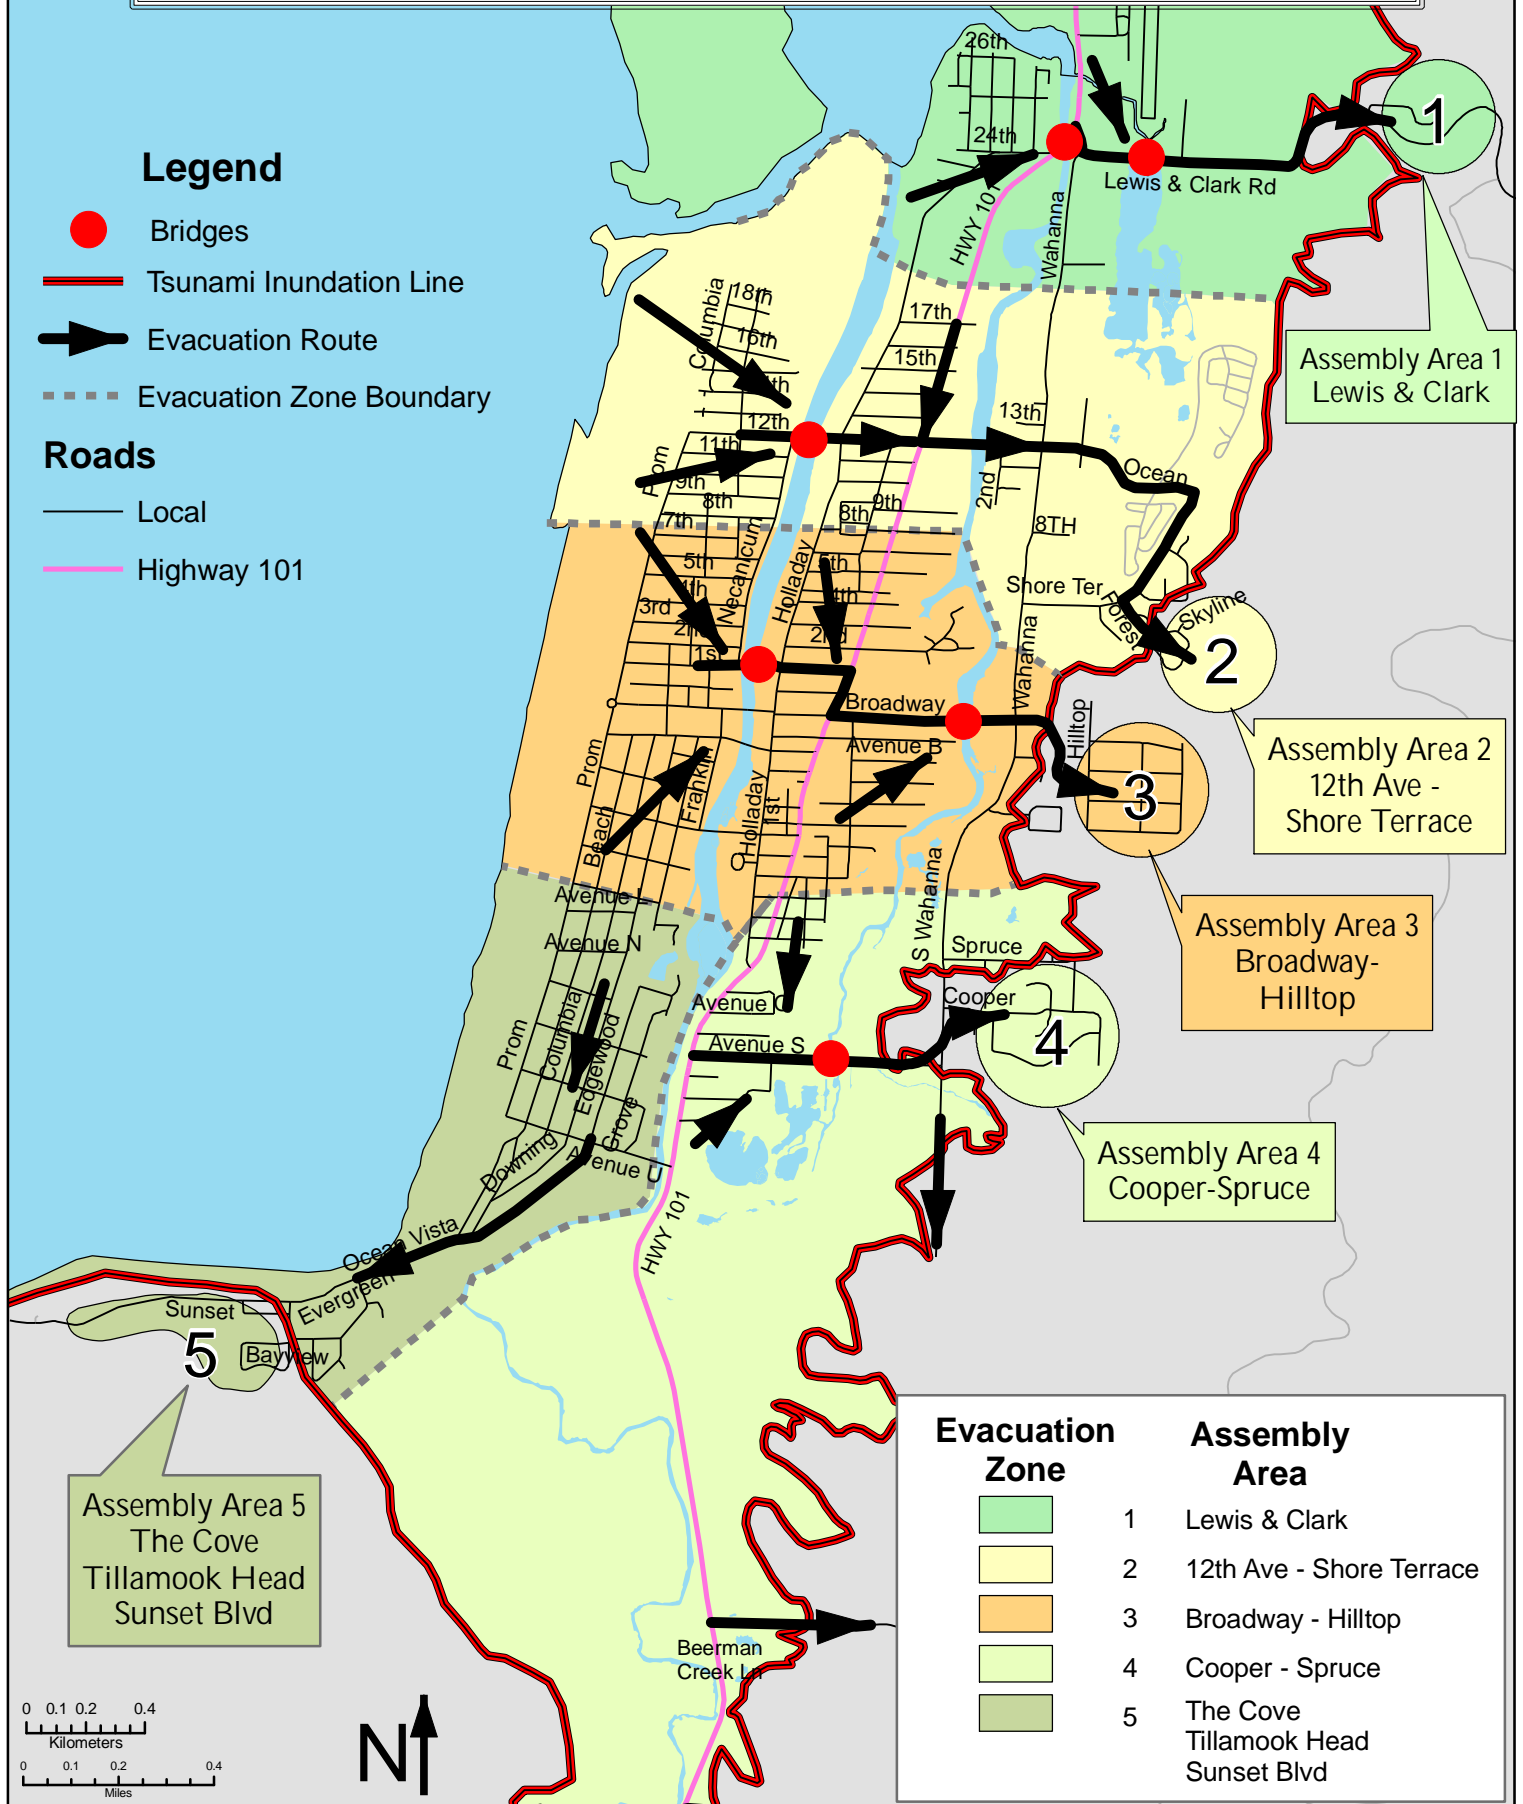 Legend
Bridges
Tsunami Inundation Line
Evacuation Route
Evacuation Zone Boundary
Roads
Local
Highway 101
26th
24th
1
Lewis & Clark Rd
HWY 101
Wahanna
Columbia
18th
17th
16th
15th
Assembly Area 1
Lewis & Clark
12th
13th
11th
Prom
9th
8th
7th
9th
8th
2nd
8TH
Ocean
5th
4th
3rd
2nd
1st
Necanicum
Holladay
5th
4th
2nd
Shore Ter
Forest
Skyline
2
Wahanna
Broadway
Avenue B
Hilltop
Assembly Area 2
12th Ave -
Shore Terrace
3
Prom
Beach
Franklin
Holladay
1st
Assembly Area 3
Broadway-
Hilltop
Avenue L
Avenue N
S Wahanna
Spruce
Cooper
Avenue S
4
Prom
Columbia
Edgewood
Grove
Downing
Avenue U
Assembly Area 4
Cooper-Spruce
HWY 101
Ocean Vista
Evergreen
Sunset
Bayview
5
Assembly Area 5
The Cove
Tillamook Head
Sunset Blvd
Beerman
Creek Ln
Evacuation
Zone
Assembly
Area
1 Lewis & Clark
2 12th Ave - Shore Terrace
3 Broadway - Hilltop
4 Cooper - Spruce
5 The Cove
Tillamook Head
Sunset Blvd
0 0.1 0.2 0.4
Kilometers
0 0.1 0.2 0.4
Miles
N